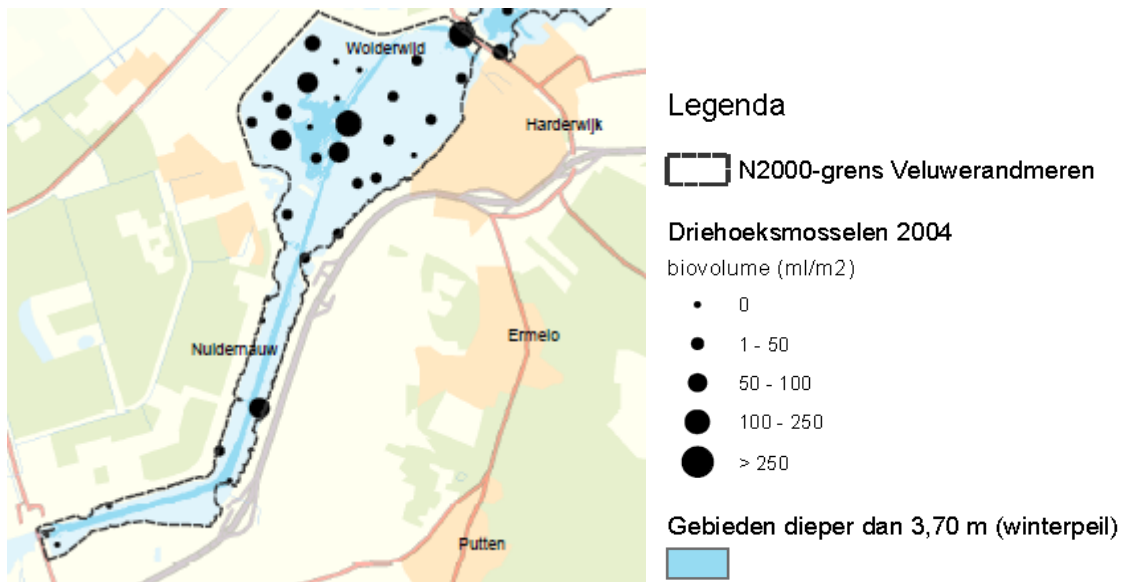 Wolderwijd
Harderwijk
Ermelo
Nuldernauw
Putten
Legenda
N2000-grens Veluwerandmeren
Driehoeksmosselen 2004
biovolume (ml/m2)
0
1 - 50
50 - 100
100 - 250
> 250
Gebieden dieper dan 3,70 m (winterpeil)